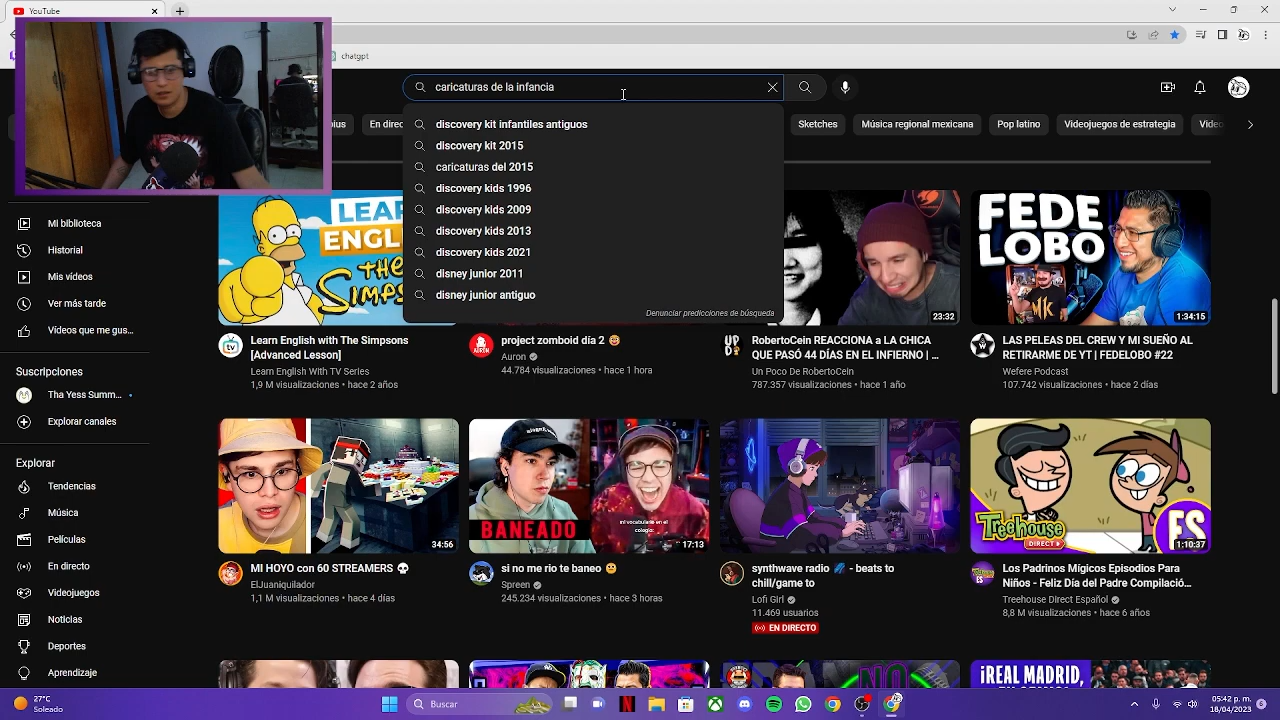 YouTube
chatgpt
caricaturas de la infancia
discovery kit infantiles antiguos
discovery kit 2015
caricaturas del 2015
discovery kids 1996
discovery kids 2009
discovery kids 2013
discovery kids 2021
disney junior 2011
disney junior antiguo
Denunciar predicciones de búsqueda
En direc
Sketches
Música regional mexicana
Pop latino
Videojuegos de estrategia
Video
Mi biblioteca
Historial
Mis vídeos
Ver más tarde
Vídeos que me gus...
Suscripciones
Tha Yess Summ...
Explorar canales
Explorar
Tendencias
Música
Películas
En directo
Videojuegos
Noticias
Deportes
Aprendizaje
LEAR
ENGL
THE
SIMPS
tv
Learn English with The Simpsons
[Advanced Lesson]
Learn English With TV Series
1,9 M visualizaciones • hace 2 años
AURON
project zomboid día 2
Auron
44.784 visualizaciones • hace 1 hora
23:32
RobertoCein REACCIONA a LA CHICA
QUE PASÓ 44 DÍAS EN EL INFIERNO | ...
Un Poco De RobertoCein
787.357 visualizaciones • hace 1 año
FEDE
LOBO
1:34:15
LAS PELEAS DEL CREW Y MI SUEÑO AL
RETIRARME DE YT | FEDELOBO #22
Wefere Podcast
107.742 visualizaciones • hace 2 días
34:56
MI HOYO con 60 STREAMERS
ElJuaniquilador
1,1 M visualizaciones • hace 4 días
BANEADO
17:13
si no me rio te baneo
Spreen
245.234 visualizaciones • hace 3 horas
synthwave radio - beats to
chill/game to
Lofi Girl
11.469 usuarios
EN DIRECTO
Treehouse
DIRECT
ES
1:10:37
Los Padrinos Mígicos Episodios Para
Niños - Feliz Día del Padre Compilació...
Treehouse Direct Español
8,8 M visualizaciones • hace 6 años
NO
¡REAL MADRID,
27°C
Soleado
Buscar
05:42 p. m.
18/04/2023